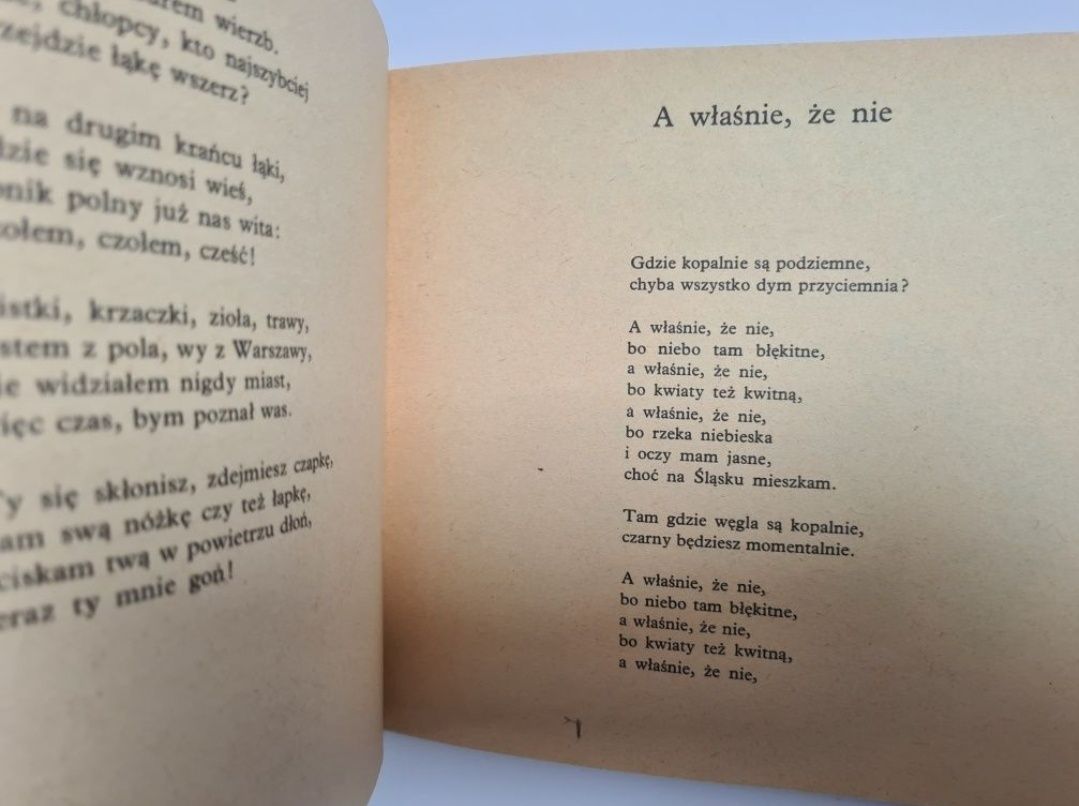 wierzb.
chłopcy, kto najszybciej
łąkę wszerz?
na drugim krańcu łąki,
się wznosi wieś,
polny już nas wita:
czołem, cześć!
krzaczki, zioła, trawy,
z pola, wy z Warszawy,
widziałem nigdy miast,
czas, bym poznał was.
się skłonisz, zdejmiesz czapkę,
swą nóżkę czy też łapkę,
twą w powietrzu dłoń,
ty mnie goń!
A właśnie, że nie
Gdzie kopalnie są podziemne,
chyba wszystko dym przyciemnia?
A właśnie, że nie,
bo niebo tam błękitne,
a właśnie, że nie,
bo kwiaty też kwitną,
a właśnie, że nie,
bo rzeka niebieska
i oczy mam jasne,
choć na Śląsku mieszkam.
Tam gdzie węgla są kopalnie,
czarny będziesz momentalnie.
A właśnie, że nie,
bo niebo tam błękitne,
a właśnie, że nie,
bo kwiaty też kwitną,
a właśnie, że nie,